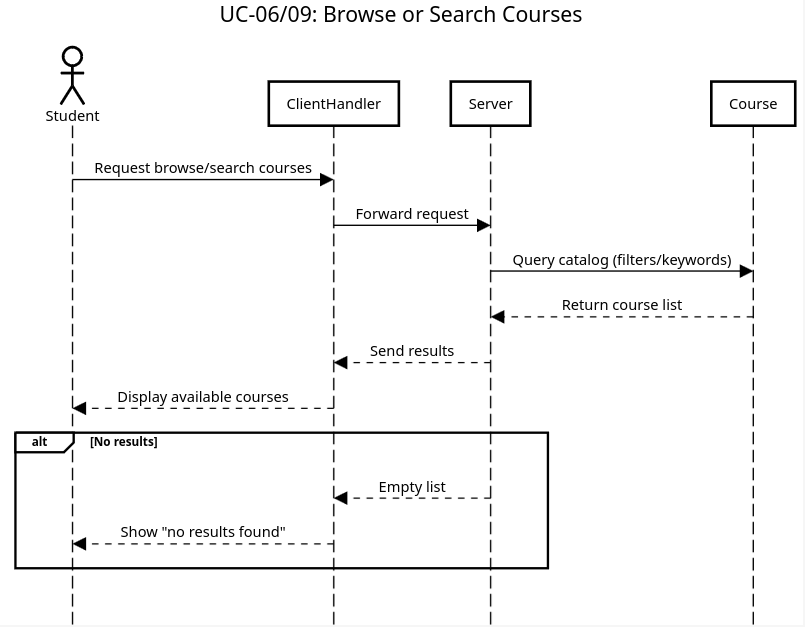 UC-06/09: Browse or Search Courses
Student
ClientHandler
Server
Course
Request browse/search courses
Forward request
Query catalog (filters/keywords)
Return course list
Send results
Display available courses
alt [No results]
Empty list
Show "no results found"